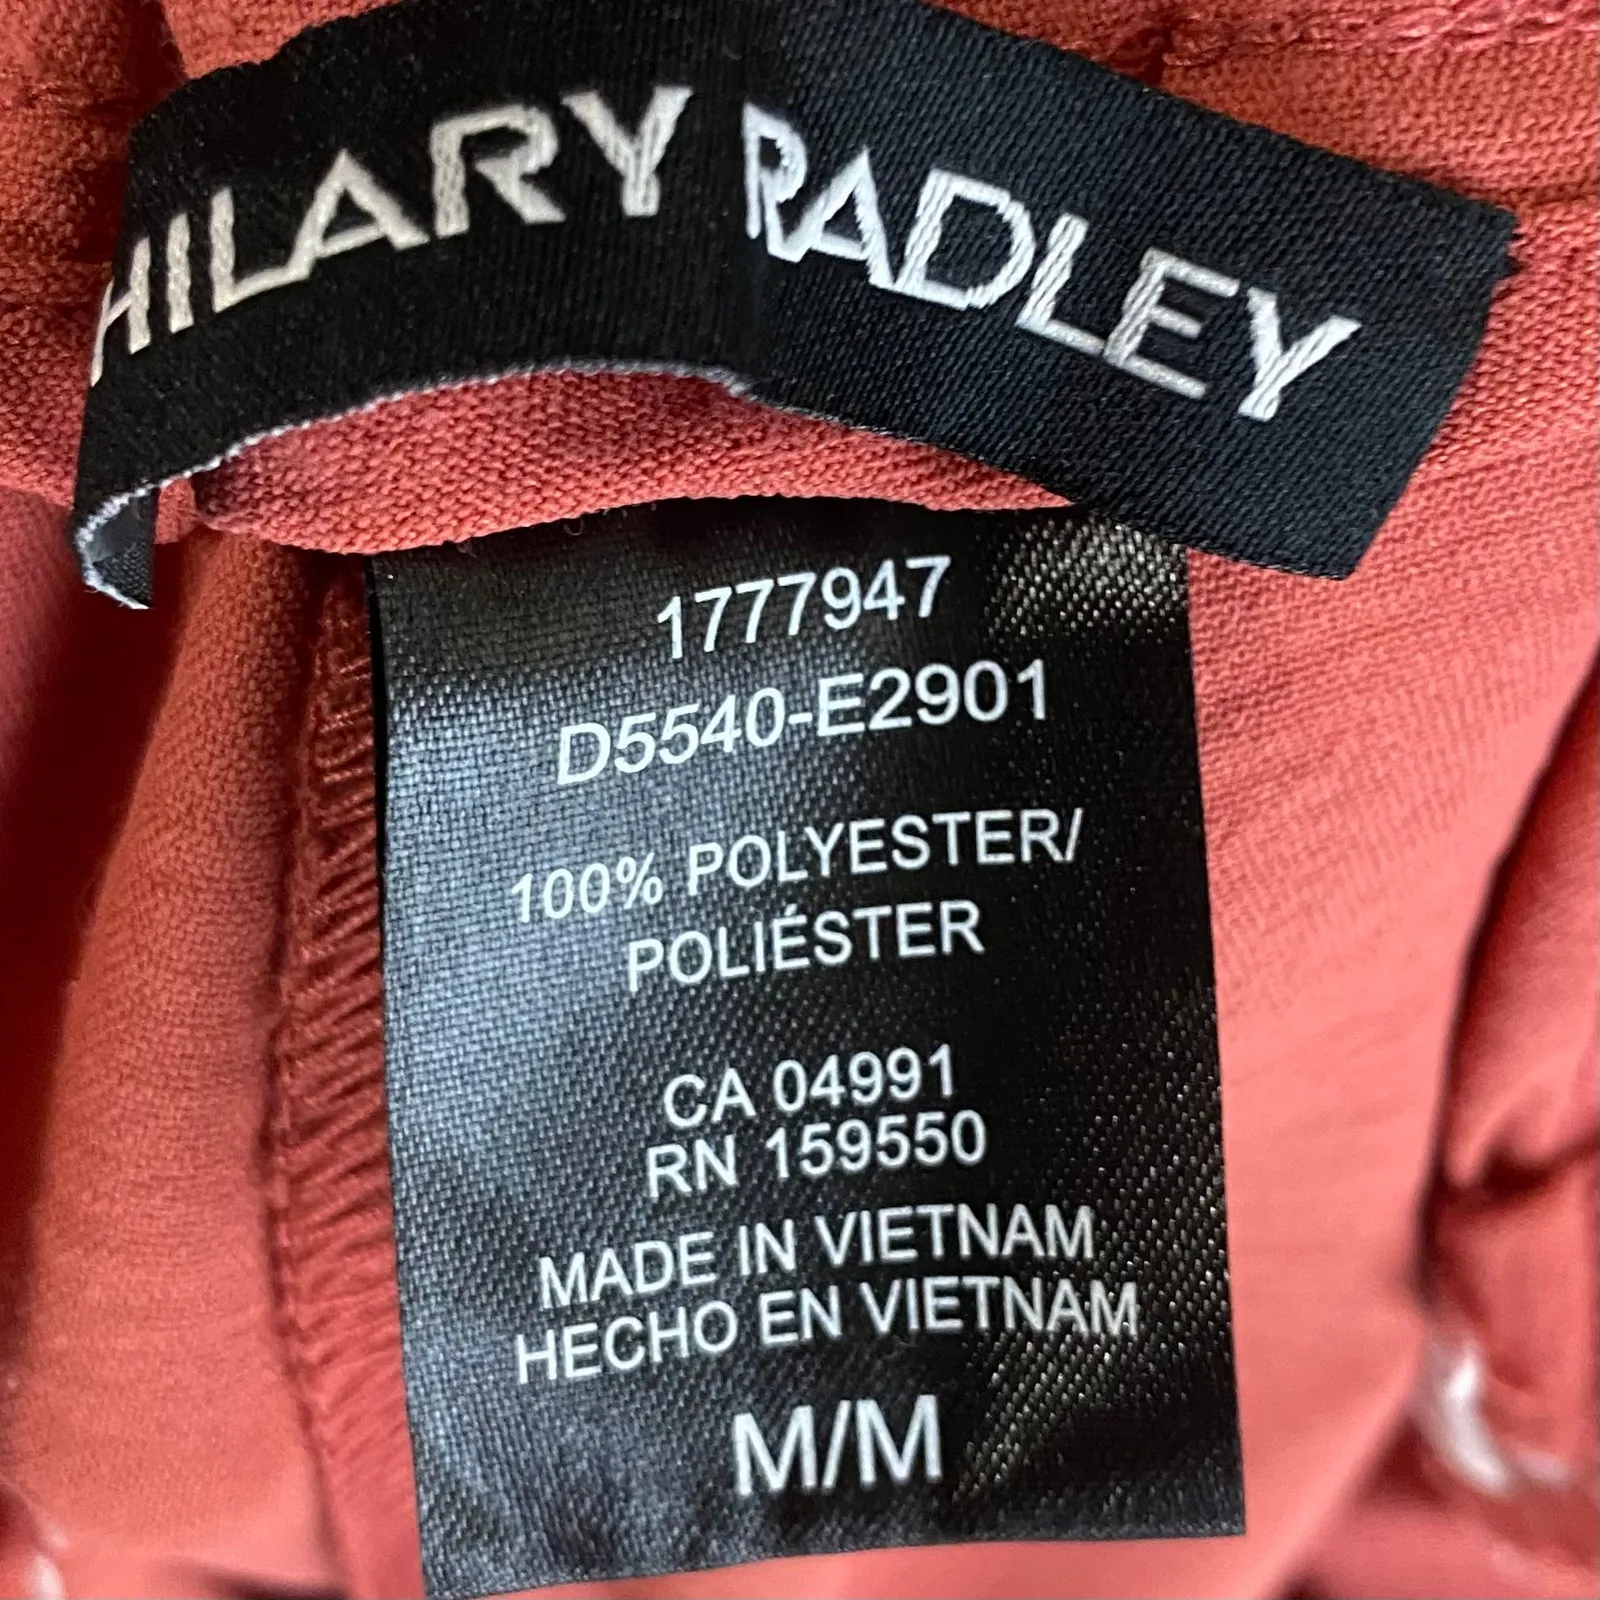 HILARY RADLEY
1777947
D5540-E2901
100% POLYESTER/
POLIÉSTER
CA 04991
RN 159550
MADE IN VIETNAM
HECHO EN VIETNAM
M/M